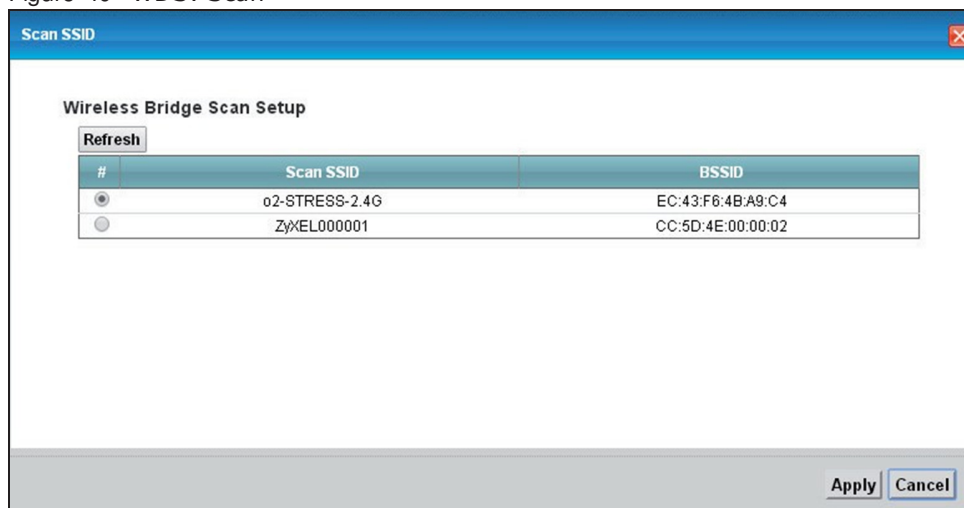 Scan SSID
Wireless Bridge Scan Setup
Refresh
# Scan SSID BSSID
o2-STRESS-2.4G EC:43:F6:4B:A9:C4
ZyXEL000001 CC:5D:4E:00:00:02
Apply Cancel